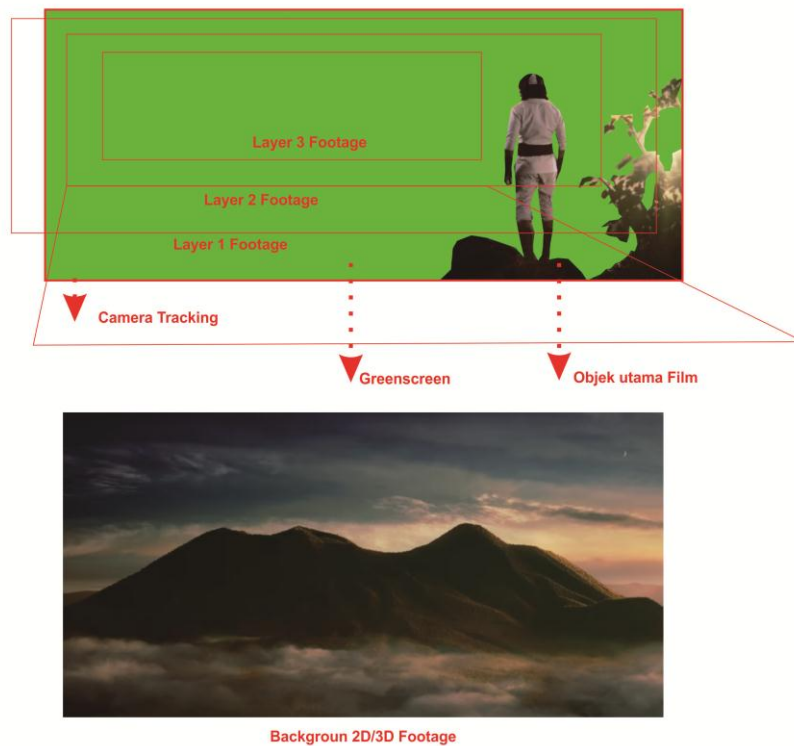 Layer 3 Footage
Layer 2 Footage
Layer 1 Footage
Camera Tracking
Greenscreen
Objek utama Film
Backgroun 2D/3D Footage